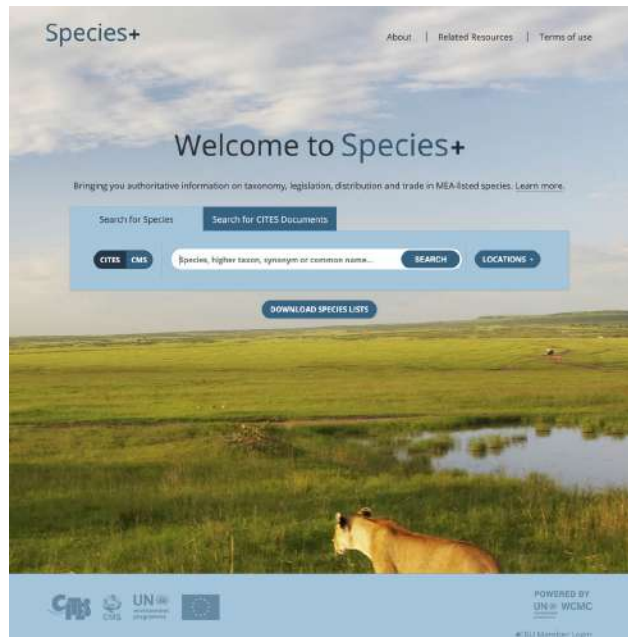 Species+
About | Related Resources | Terms of use
Welcome to Species+
Bringing you authoritative information on taxonomy, legislation, distribution and trade in MEA-listed species. Learn more.
Search for Species
Search for CITES Documents
CITES CMS
Species, higher taxon, synonym or common name...
SEARCH
LOCATIONS
DOWNLOAD SPECIES LISTS
CITES
CMS
UN
environment
programme
POWERED BY
UN WCMC